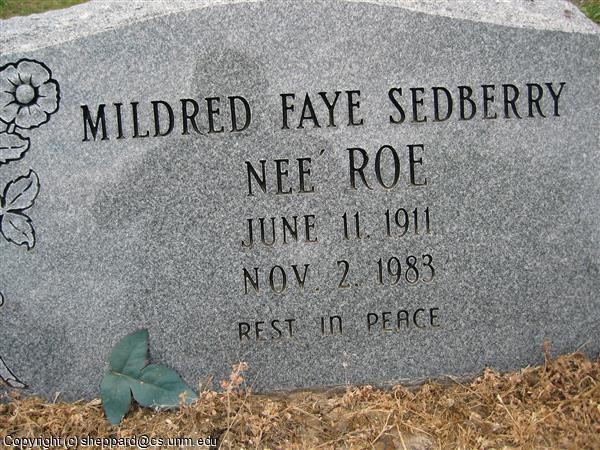 MILDRED FAYE SEDBERRY
NEE' ROE
JUNE 11. 1911
NOV. 2. 1983
REST IN PEACE
Copyright (c) sheppard@cs.unm.edu